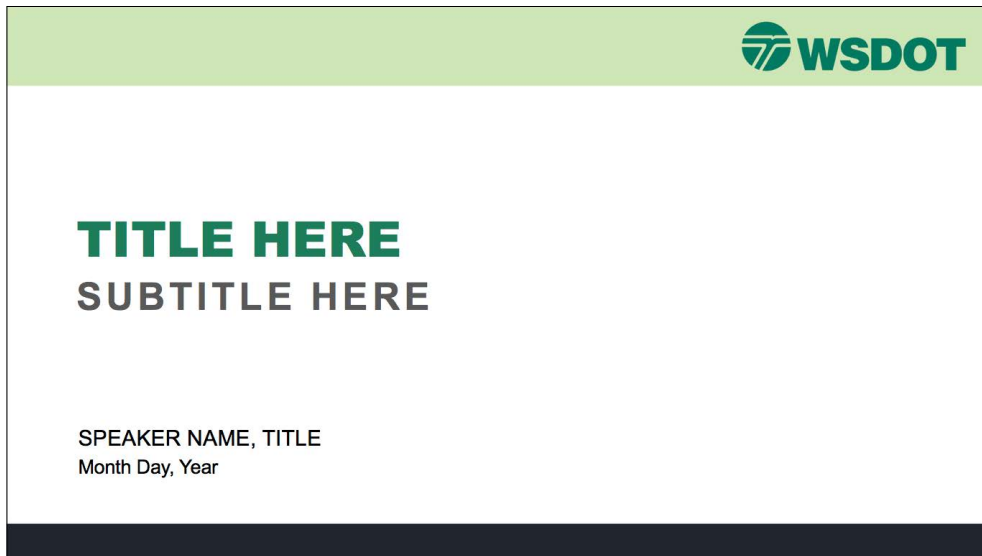 WSDOT
TITLE HERE
SUBTITLE HERE
SPEAKER NAME, TITLE
Month Day, Year